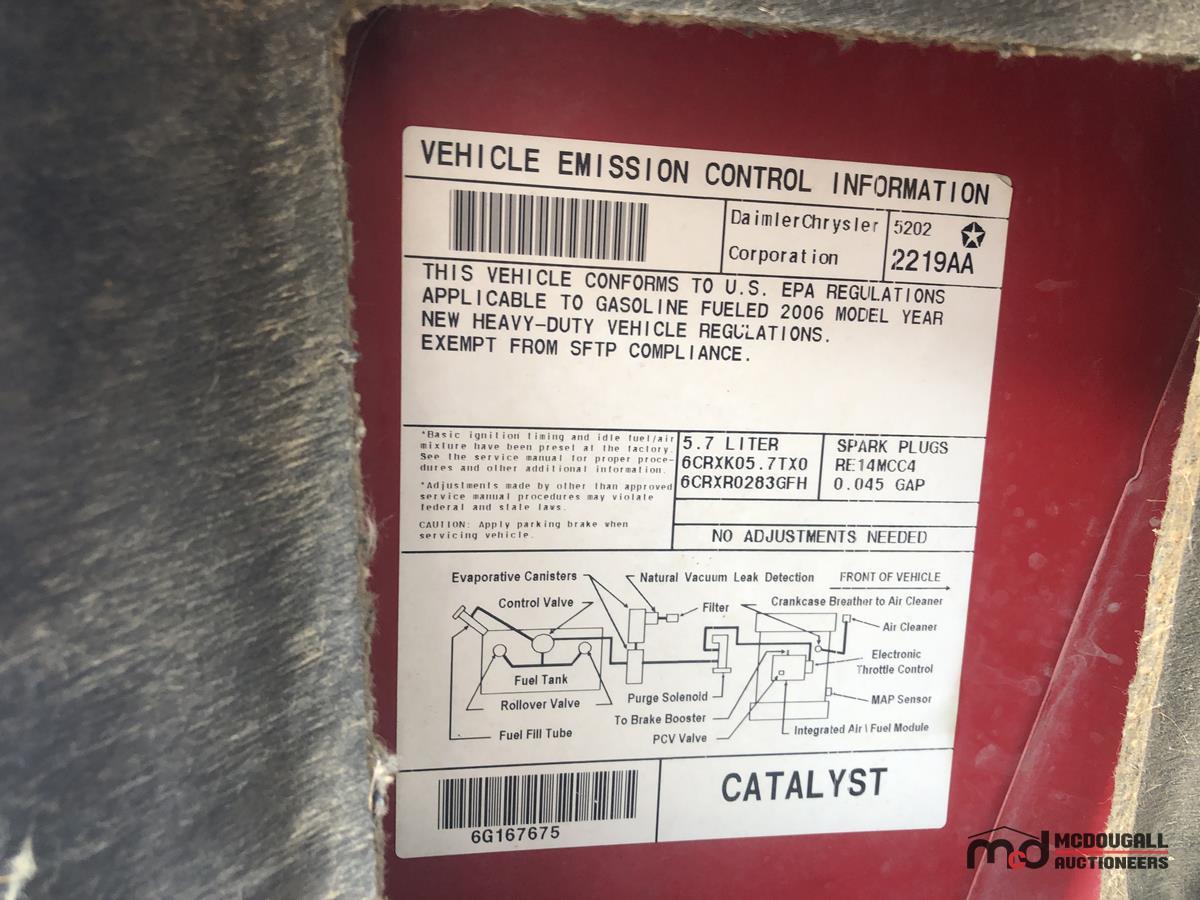 VEHICLE EMISSION CONTROL INFORMATION
DaimlerChrysler
Corporation
5202
2219AA
THIS VEHICLE CONFORMS TO U.S. EPA REGULATIONS
APPLICABLE TO GASOLINE FUELED 2006 MODEL YEAR
NEW HEAVY-DUTY VEHICLE REGULATIONS.
EXEMPT FROM SFTP COMPLIANCE.
*Basic ignition timing and idle fuel/air
mixture have been preset at the factory.
See the service manual for proper proce-
dures and other additional information.
*Adjustments made by other than approved
service manual procedures may violate
federal and state laws.
CAUTION: Apply parking brake when
servicing vehicle.
5.7 LITER
6CRXK05.7TX0
6CRXR0283GFH
SPARK PLUGS
RE14MCC4
0.045 GAP
NO ADJUSTMENTS NEEDED
Evaporative Canisters
Natural Vacuum Leak Detection
FRONT OF VEHICLE
Control Valve
Filter
Crankcase Breather to Air Cleaner
Air Cleaner
Electronic
Throttle Control
Fuel Tank
Rollover Valve
Purge Solenoid
MAP Sensor
To Brake Booster
Fuel Fill Tube
PCV Valve
Integrated Air \ Fuel Module
6G167675
CATALYST
mcd
MCDOUGALL
AUCTIONEERS